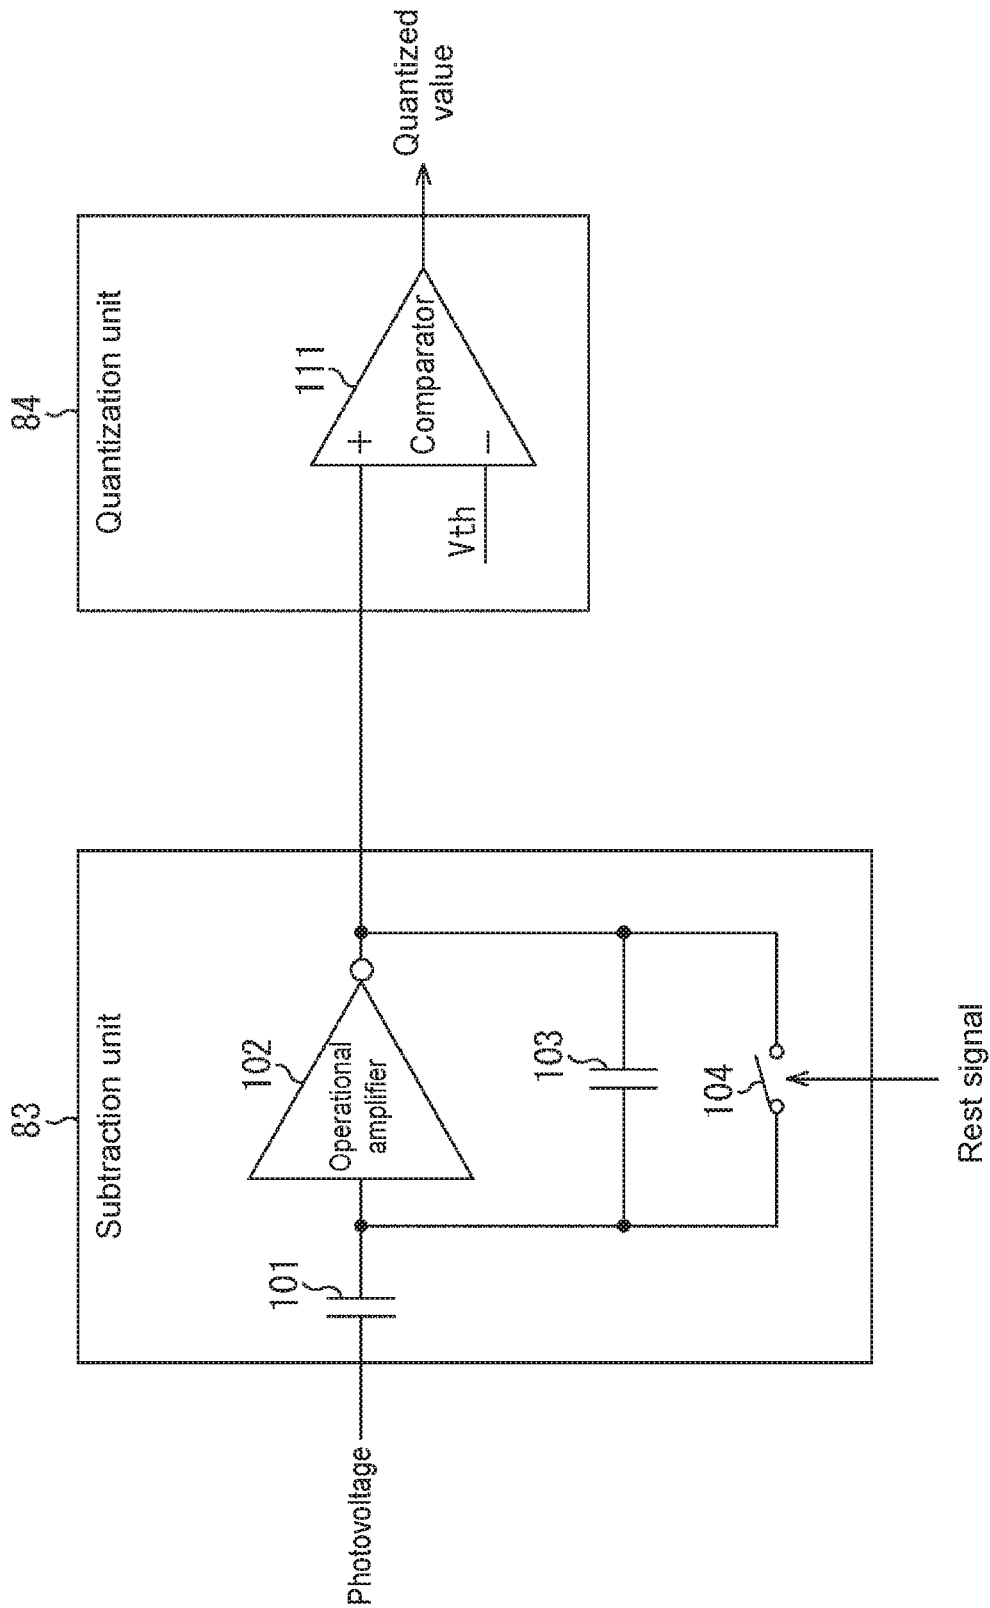 83
Subtraction unit
Photovoltage
101
102
Operational
amplifier
103
104
Rest signal
84
Quantization unit
111
+
Comparator
−
Vth
Quantized
value